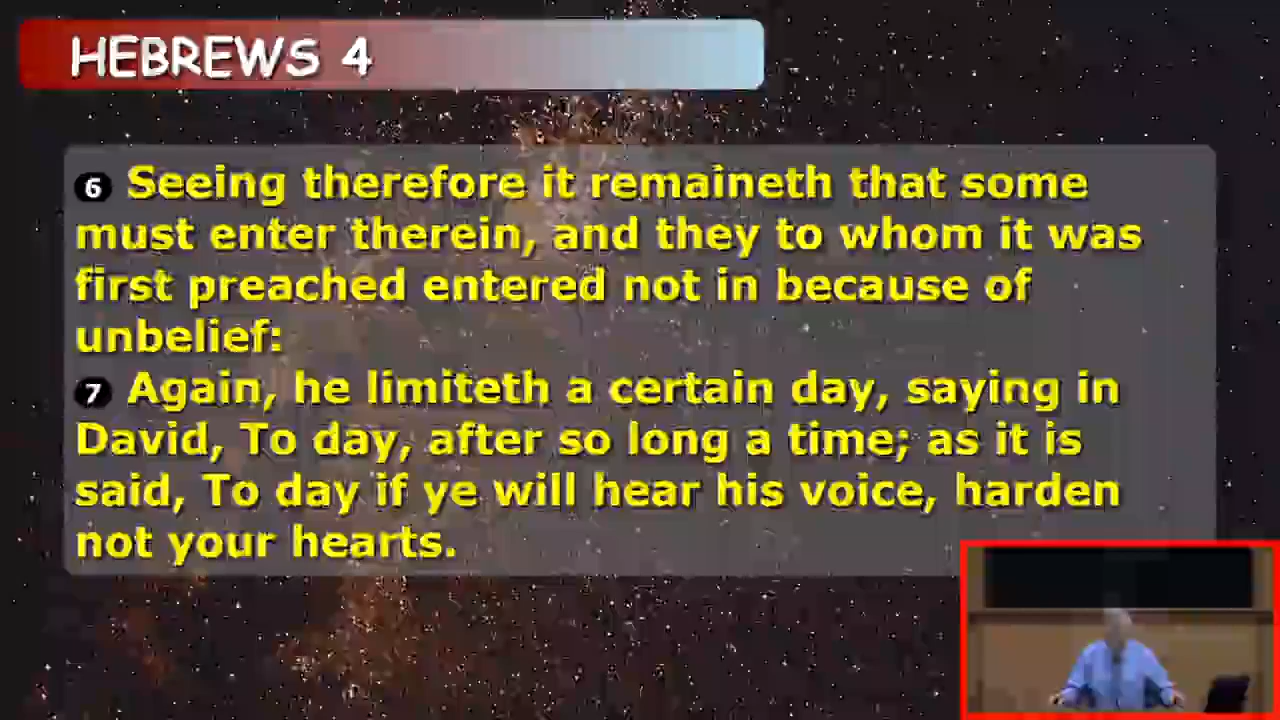 HEBREWS 4
6 Seeing therefore it remaineth that some
must enter therein, and they to whom it was
first preached entered not in because of
unbelief:
7 Again, he limiteth a certain day, saying in
David, To day, after so long a time; as it is
said, To day if ye will hear his voice, harden
not your hearts.